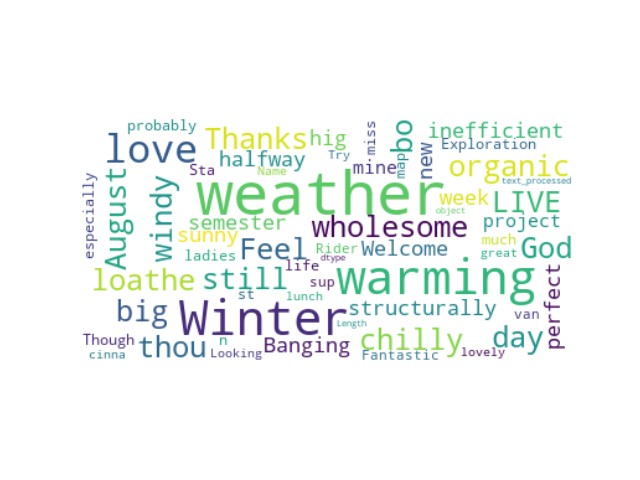 probably
love
Thanks
hig
miss
bo
inefficient
Exploration
halfway
Try
mine
map
new
organic
text_processed
especially
August
windy
Sta
Name
weather
week
LIVE
object
semester
wholesome
project
sunny
Feel
ladies
Rider
Welcome
much
great
God
dtype
life
loathe
still
sup
warming
st
lunch
perfect
big
Winter
structurally
van
Length
Though
thou
n
Banging
chilly
day
cinna
Looking
Fantastic
lovely